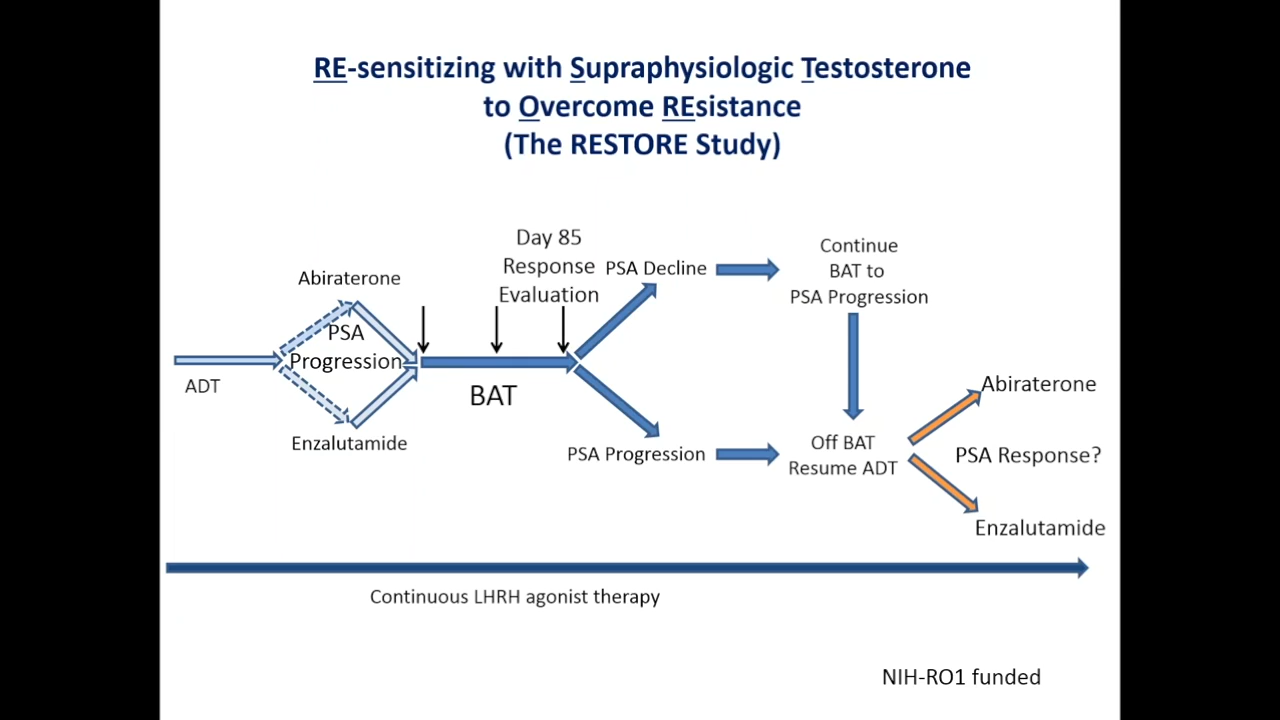 RE-sensitizing with Supraphysiologic Testosterone
to Overcome REsistance
(The RESTORE Study)
ADT
Abiraterone
PSA
Progression
Enzalutamide
BAT
Day 85
Response
Evaluation
PSA Decline
PSA Progression
Continue
BAT to
PSA Progression
Off BAT
Resume ADT
Abiraterone
PSA Response?
Enzalutamide
Continuous LHRH agonist therapy
NIH-RO1 funded